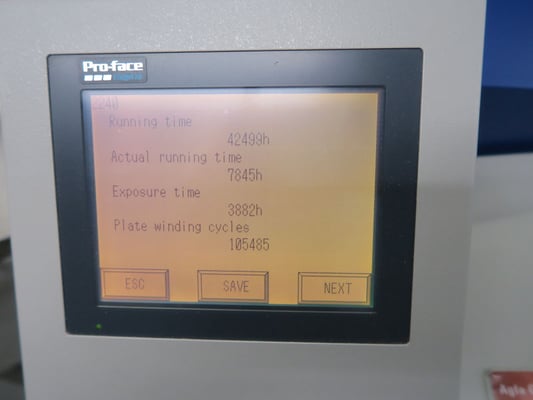 Pro-face
2240
Running time
42499h
Actual running time
7845h
Exposure time
3882h
Plate winding cycles
105485
ESC SAVE NEXT
Agfa